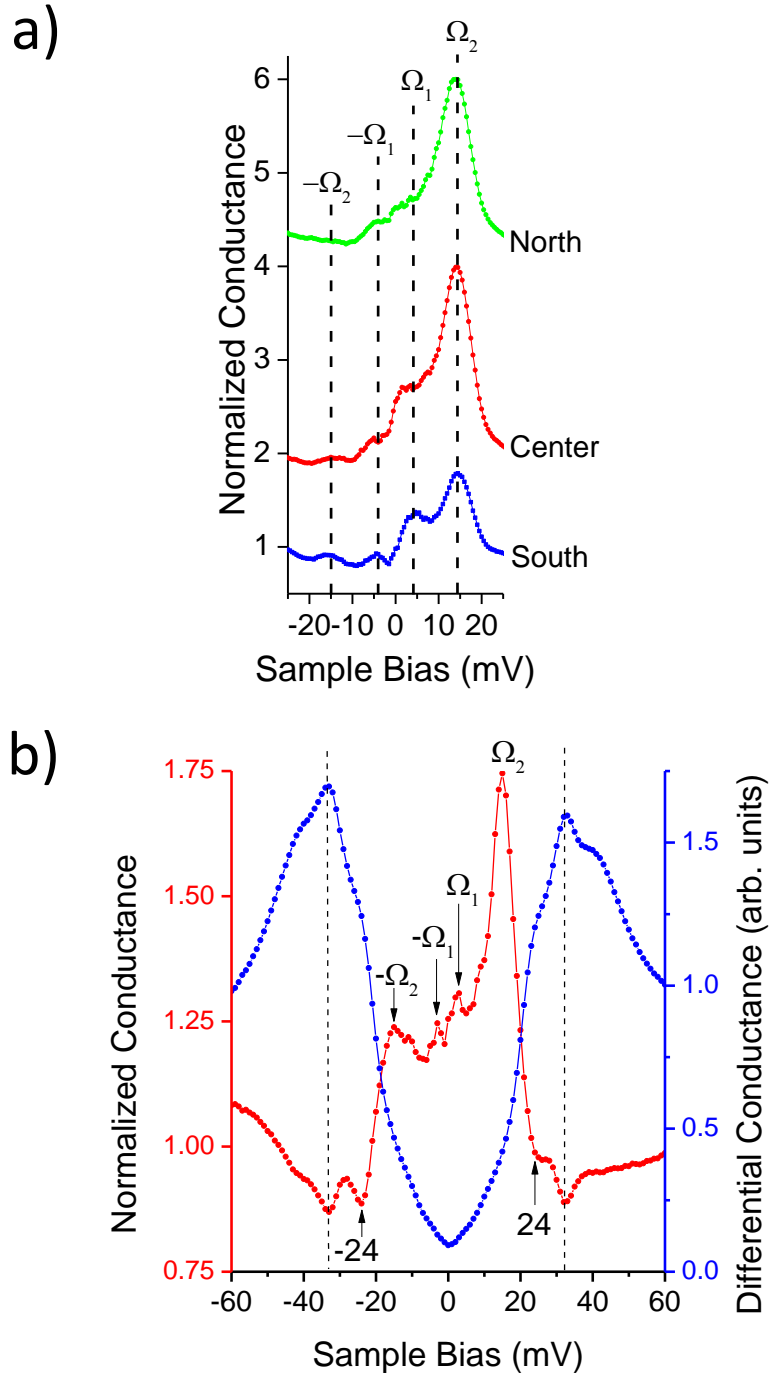 a)
Ω₂
6
Ω₁
−Ω₁
−Ω₂
5
North
4
3
Center
2
South
1
Normalized Conductance
-20 -10 0 10 20
Sample Bias (mV)
b)
1.75
Ω₂
1.5
Ω₁
1.50
-Ω₁
-Ω₂
1.0
1.25
0.5
1.00
24
-24
0.75
0.0
Normalized Conductance
Differential Conductance (arb. units)
-60 -40 -20 0 20 40 60
Sample Bias (mV)